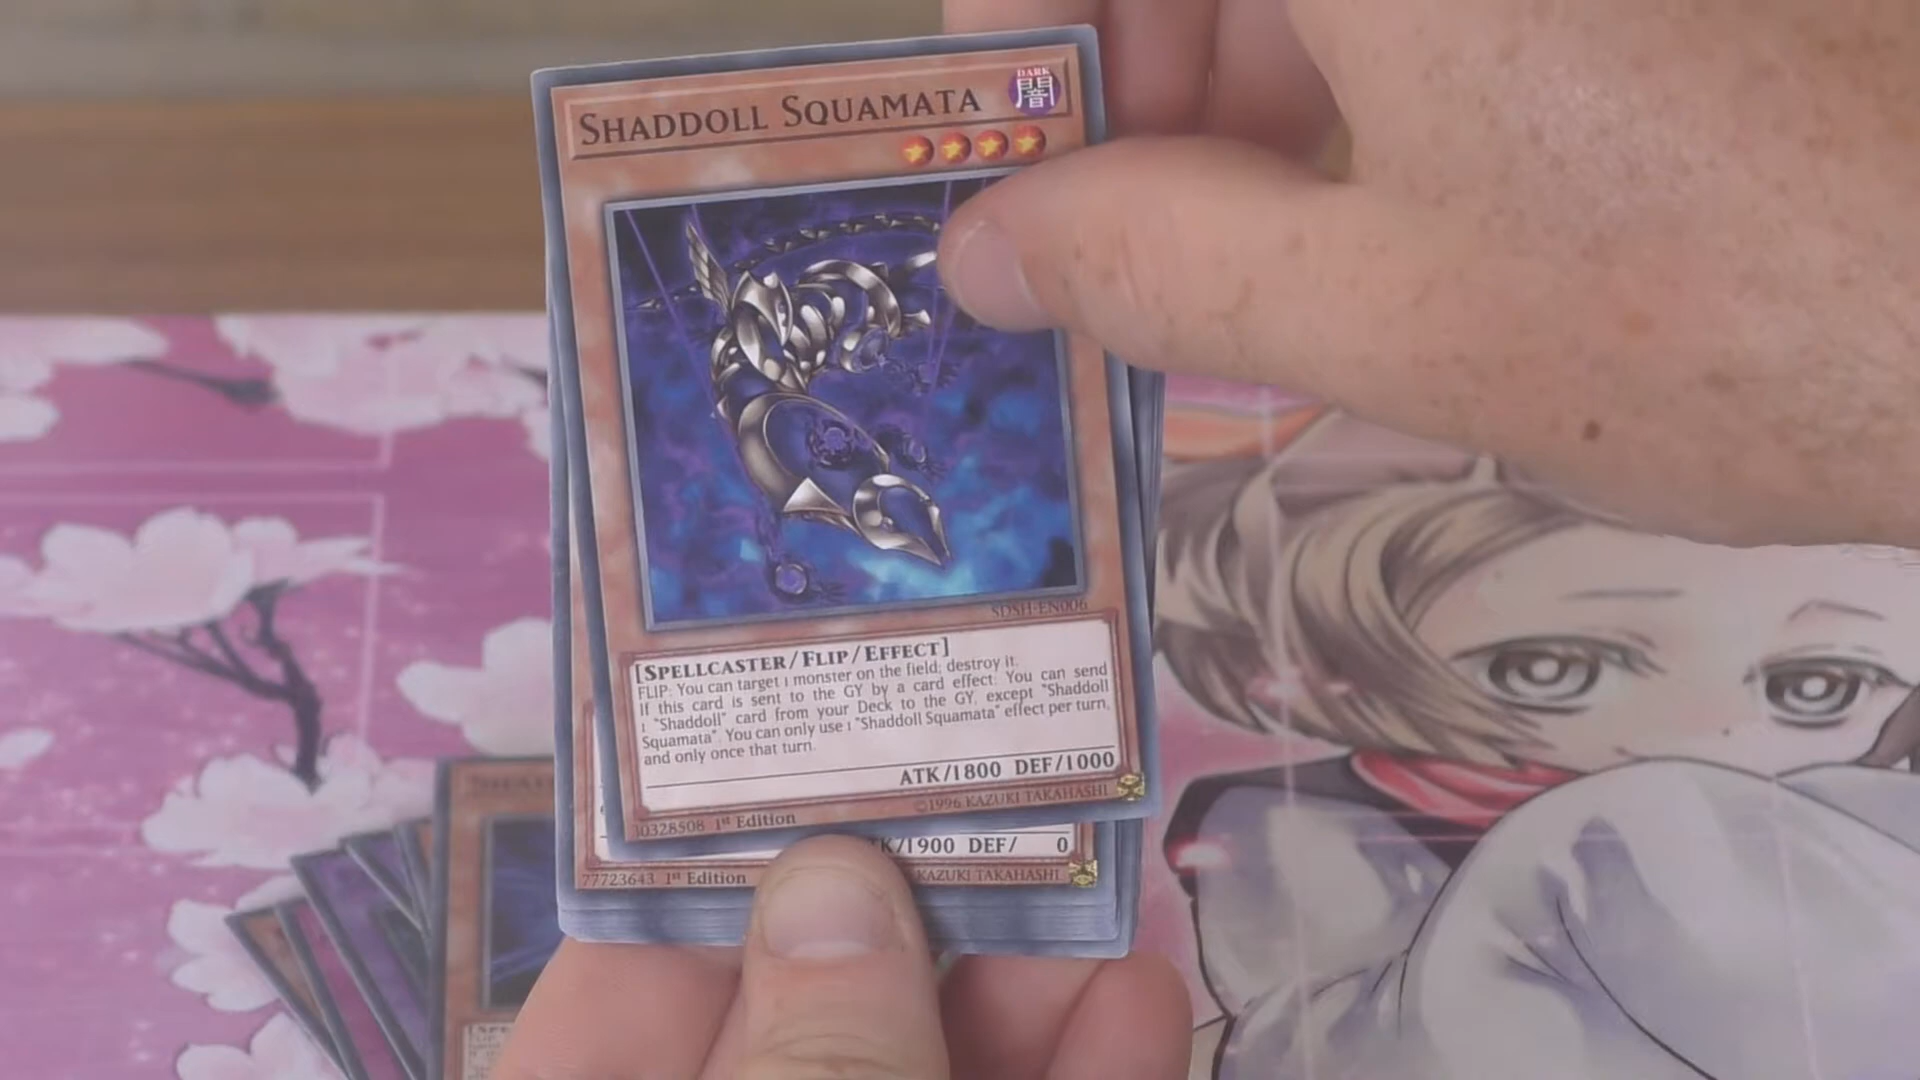 SHADDOLL SQUAMATA
DARK
闇
SDSH-EN006
[SPELLCASTER/FLIP/EFFECT]
FLIP: You can target 1 monster on the field; destroy it.
If this card is sent to the GY by a card effect: You can send
1 "Shaddoll" card from your Deck to the GY, except "Shaddoll
Squamata". You can only use 1 "Shaddoll Squamata" effect per turn,
and only once that turn.
ATK/1800 DEF/1000
30328508 1st Edition
©1996 KAZUKI TAKAHASHI
/1900 DEF/ 0
77723643 1st Edition
KAZUKI TAKAHASHI